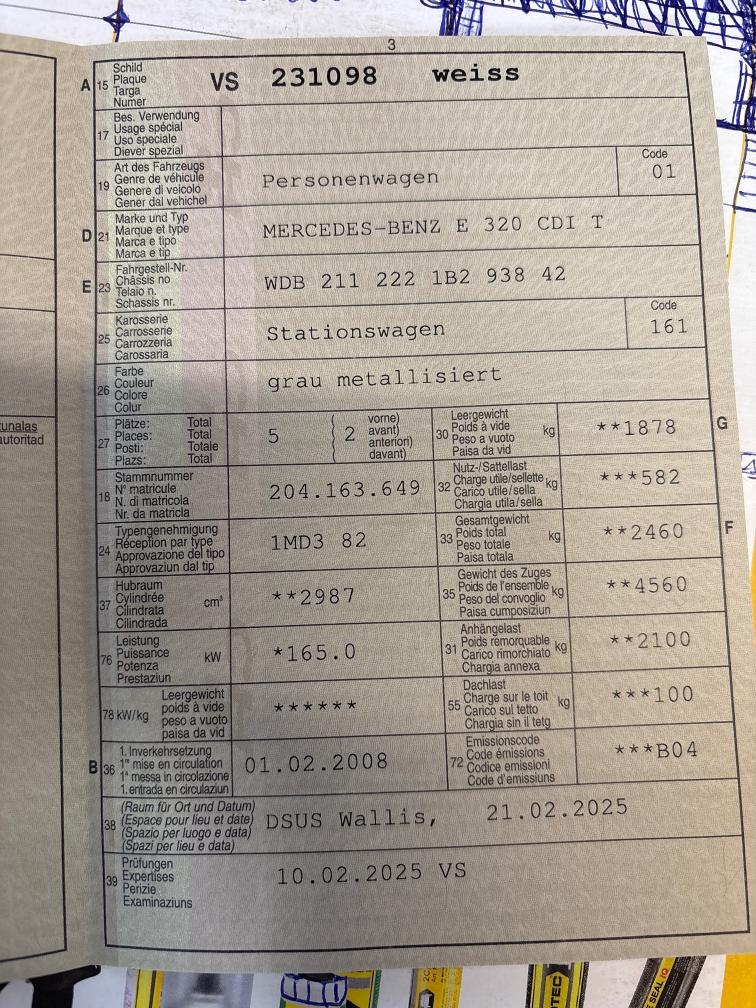 3
A 15 Schild
Plaque
Targa
Numer
VS 231098 weiss
17 Bes. Verwendung
Usage spécial
Uso speciale
Diever spezial
19 Art des Fahrzeugs
Genre de véhicule
Genere di veicolo
Gener dal vehichel
Personenwagen
Code
01
D 21 Marke und Typ
Marque et type
Marca e tipo
Marca e tip
MERCEDES-BENZ E 320 CDI T
E 23 Fahrgestell-Nr.
Châssis no
Telaio n.
Schassis nr.
WDB 211 222 1B2 938 42
25 Karosserie
Carrosserie
Carrozzeria
Carossaria
Stationswagen
Code
161
26 Farbe
Couleur
Colore
Colur
grau metallisiert
27 Plätze: Total
Places: Total
Posti: Totale
Plazs: Total
5 ( 2 vorne)
avant)
anteriori)
davant)
30 Leergewicht
Poids à vide
Peso a vuoto
Paisa da vid
kg
**1878
G
18 Stammnummer
N° matricule
N. di matricola
Nr. da matricla
204.163.649
32 Nutz-/Sattellast
Charge utile/sellette
Carico utile/sella
Chargia utila/sella
kg
***582
24 Typengenehmigung
Réception par type
Approvazione del tipo
Approvaziun dal tip
1MD3 82
33 Gesamtgewicht
Poids total
Peso totale
Paisa totala
kg
**2460
F
37 Hubraum
Cylindrée
Cilindrata
Cilindrada
cm³
**2987
35 Gewicht des Zuges
Poids de l'ensemble
Peso del convoglio
Paisa cumposiziun
kg
**4560
76 Leistung
Puissance
Potenza
Prestaziun
kW
*165.0
31 Anhängelast
Poids remorquable
Carico rimorchiato
Chargia annexa
kg
**2100
78 kW/kg Leergewicht
poids à vide
peso a vuoto
paisa da vid
******
55 Dachlast
Charge sur le toit
Carico sul tetto
Chargia sin il tetg
kg
***100
B 36 1. Inverkehrsetzung
1re mise en circulation
1a messa in circolazione
1. entrada en circulaziun
01.02.2008
72 Emissionscode
Code émissions
Codice emissioni
Code d'emissiuns
***B04
38 (Raum für Ort und Datum)
(Espace pour lieu et date)
(Spazio per luogo e data)
(Spazi per lieu e data)
DSUS Wallis, 21.02.2025
39 Prüfungen
Expertises
Perizie
Examinaziuns
10.02.2025 VS
unalas
autoritad
TEC
SEAL IQ